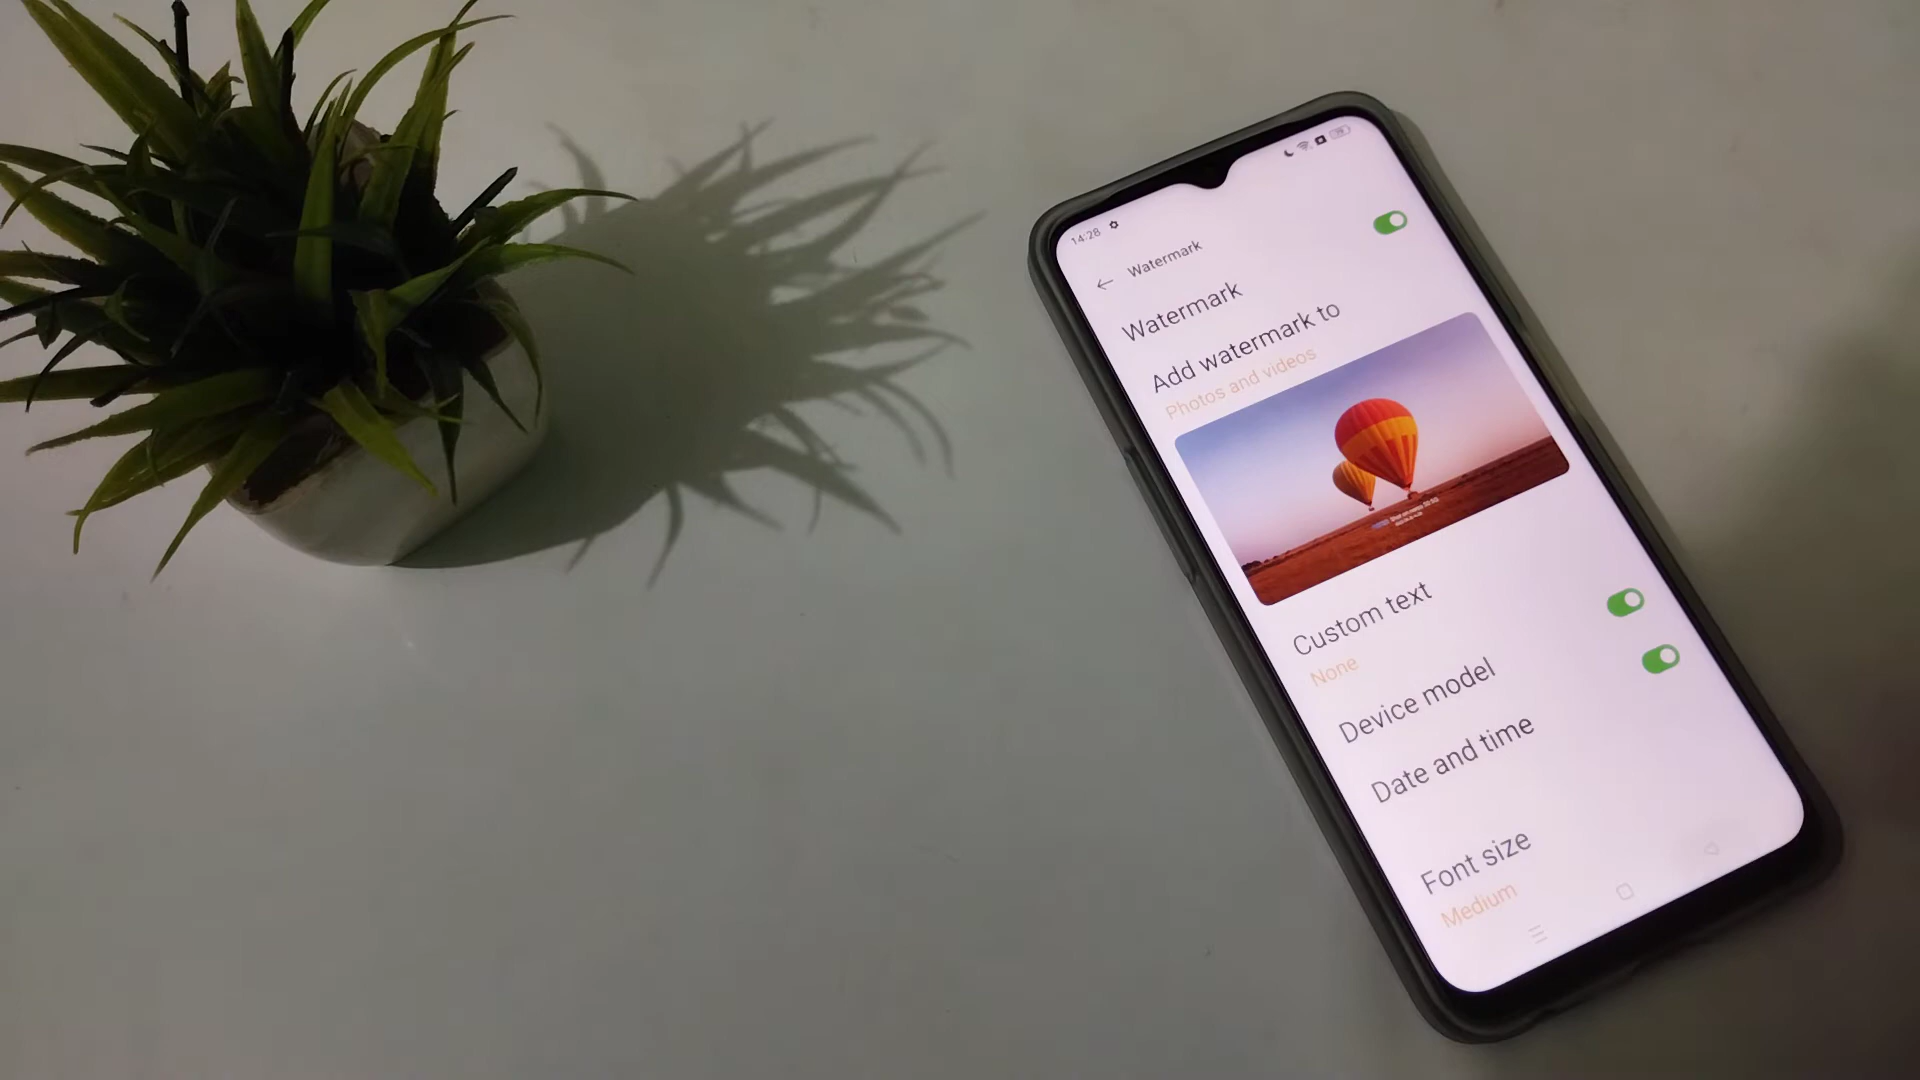 14:28
Watermark
Watermark
Add watermark to
Photos and videos
Custom text
None
Device model
Date and time
Font size
Medium